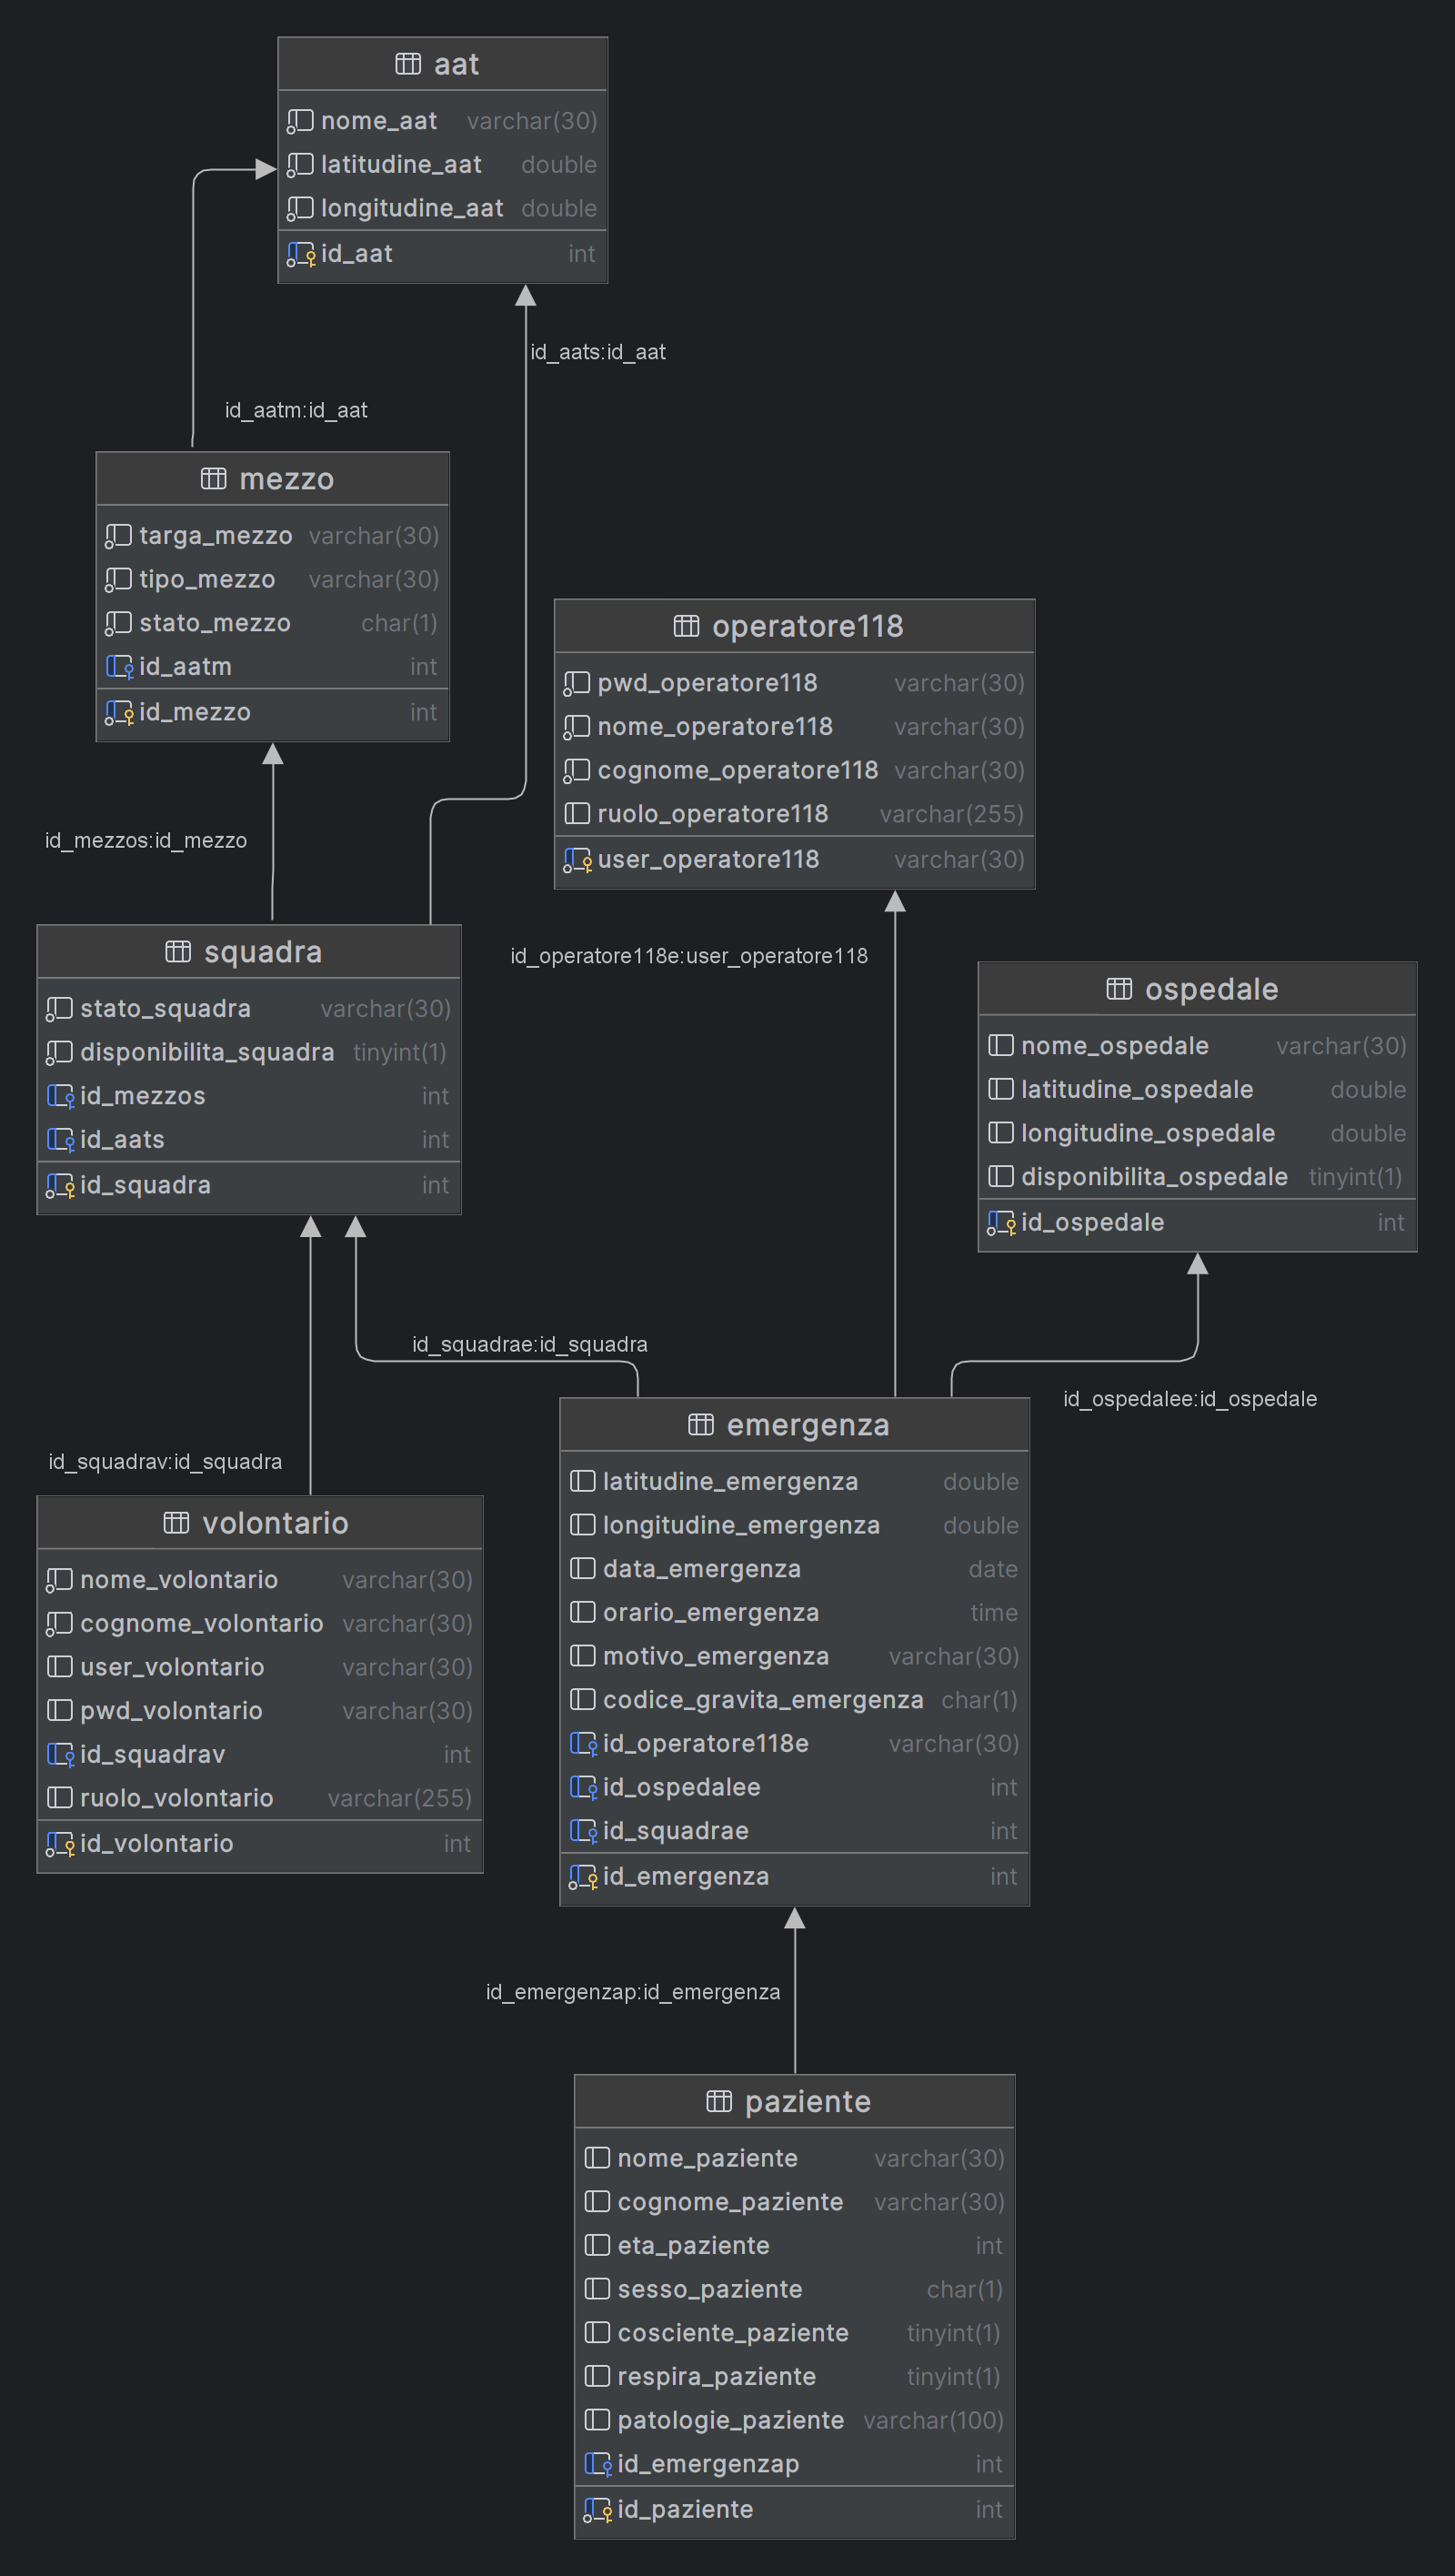 aat
nome_aat varchar(30)
latitudine_aat double
longitudine_aat double
id_aat int
id_aats:id_aat
id_aatm:id_aat
mezzo
targa_mezzo varchar(30)
tipo_mezzo varchar(30)
stato_mezzo char(1)
id_aatm int
id_mezzo int
operatore118
pwd_operatore118 varchar(30)
nome_operatore118 varchar(30)
cognome_operatore118 varchar(30)
ruolo_operatore118 varchar(255)
user_operatore118 varchar(30)
id_mezzos:id_mezzo
id_operatore118e:user_operatore118
squadra
stato_squadra varchar(30)
disponibilita_squadra tinyint(1)
id_mezzos int
id_aats int
id_squadra int
ospedale
nome_ospedale varchar(30)
latitudine_ospedale double
longitudine_ospedale double
disponibilita_ospedale tinyint(1)
id_ospedale int
id_squadrae:id_squadra
id_ospedalee:id_ospedale
id_squadrav:id_squadra
emergenza
latitudine_emergenza double
longitudine_emergenza double
data_emergenza date
orario_emergenza time
motivo_emergenza varchar(30)
codice_gravita_emergenza char(1)
id_operatore118e varchar(30)
id_ospedalee int
id_squadrae int
id_emergenza int
volontario
nome_volontario varchar(30)
cognome_volontario varchar(30)
user_volontario varchar(30)
pwd_volontario varchar(30)
id_squadrav int
ruolo_volontario varchar(255)
id_volontario int
id_emergenzap:id_emergenza
paziente
nome_paziente varchar(30)
cognome_paziente varchar(30)
eta_paziente int
sesso_paziente char(1)
cosciente_paziente tinyint(1)
respira_paziente tinyint(1)
patologie_paziente varchar(100)
id_emergenzap int
id_paziente int